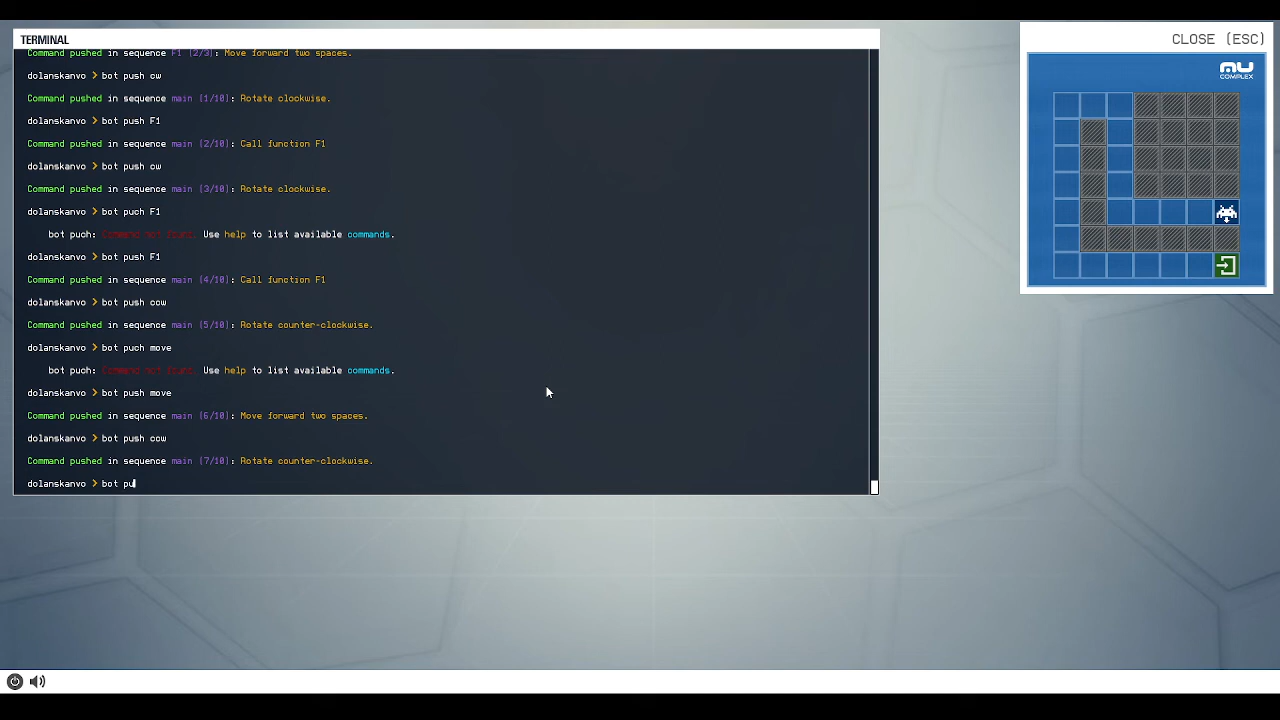 TERMINAL
Command pushed in sequence F1 (2/3): Move forward two spaces.
dolanskanvo > bot push cw
Command pushed in sequence main (1/10): Rotate clockwise.
dolanskanvo > bot push F1
Command pushed in sequence main (2/10): Call function F1
dolanskanvo > bot push cw
Command pushed in sequence main (3/10): Rotate clockwise.
dolanskanvo > bot puch F1
bot puch: Command not found. Use help to list available commands.
dolanskanvo > bot push F1
Command pushed in sequence main (4/10): Call function F1
dolanskanvo > bot push ccw
Command pushed in sequence main (5/10): Rotate counter-clockwise.
dolanskanvo > bot puch move
bot puch: Command not found. Use help to list available commands.
dolanskanvo > bot push move
Command pushed in sequence main (6/10): Move forward two spaces.
dolanskanvo > bot push ccw
Command pushed in sequence main (7/10): Rotate counter-clockwise.
dolanskanvo > bot pu
CLOSE (ESC)
MU
COMPLEX